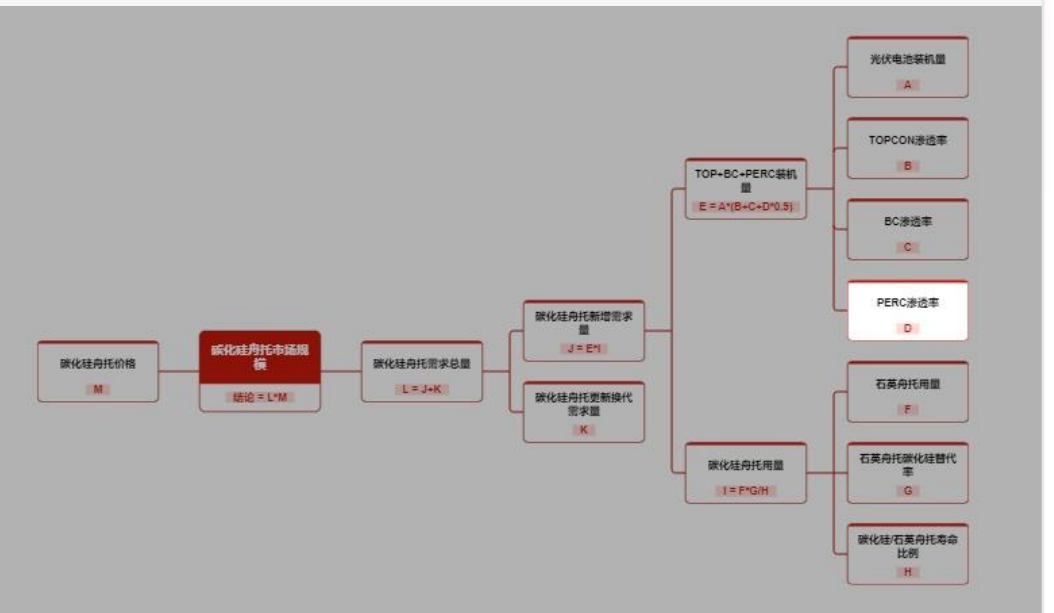 光伏电池装机量
A
TOPCON渗透率
B
TOP+BC+PERC装机
量
E = A*(B+C+D*0.5)
BC渗透率
C
PERC渗透率
D
碳化硅舟托新增需求
量
J = E*I
碳化硅舟托价格
M
碳化硅舟托市场规
模
结论 = L*M
碳化硅舟托需求总量
L = J+K
碳化硅舟托更新换代
需求量
K
石英舟托用量
F
碳化硅舟托用量
I = F*G/H
石英舟托碳化硅替代
率
G
碳化硅/石英舟托寿命
比例
H